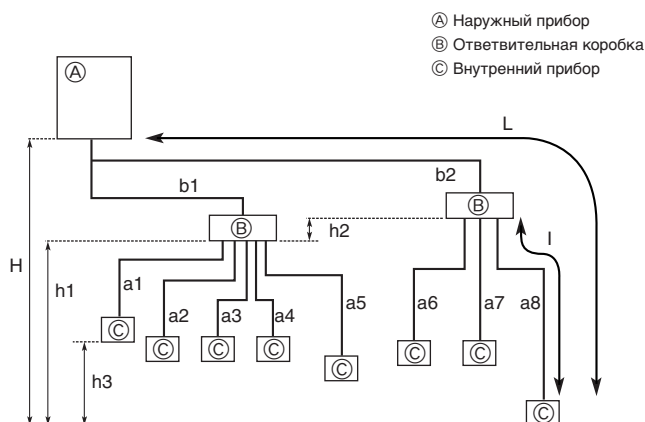 Ⓐ Наружный прибор
Ⓑ Ответвительная коробка
Ⓒ Внутренний прибор
Ⓐ
L
b2
b1
Ⓑ
Ⓑ
h2
H
h1
l
a1
a2
a3
a4
a5
a6
a7
a8
Ⓒ
Ⓒ
Ⓒ
Ⓒ
Ⓒ
Ⓒ
Ⓒ
h3
Ⓒ